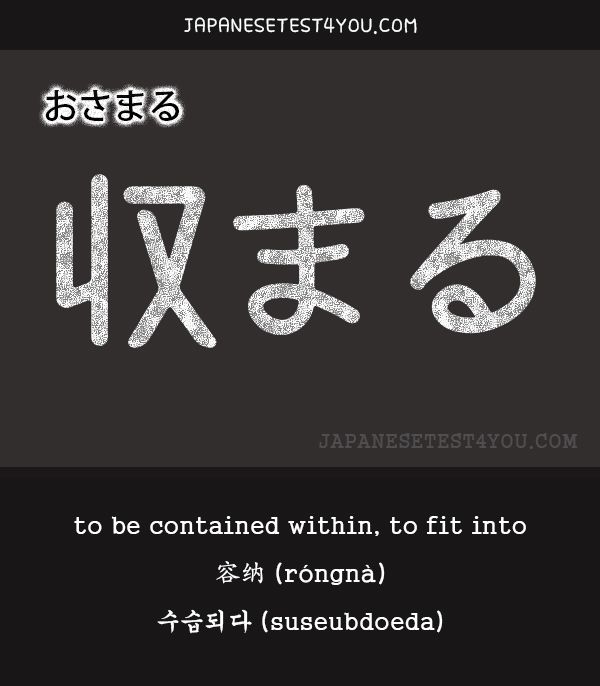 JAPANESETEST4YOU.COM
おさまる
収まる
JAPANESETEST4YOU.COM
to be contained within, to fit into
容纳 (róngnà)
수습되다 (suseubdoeda)